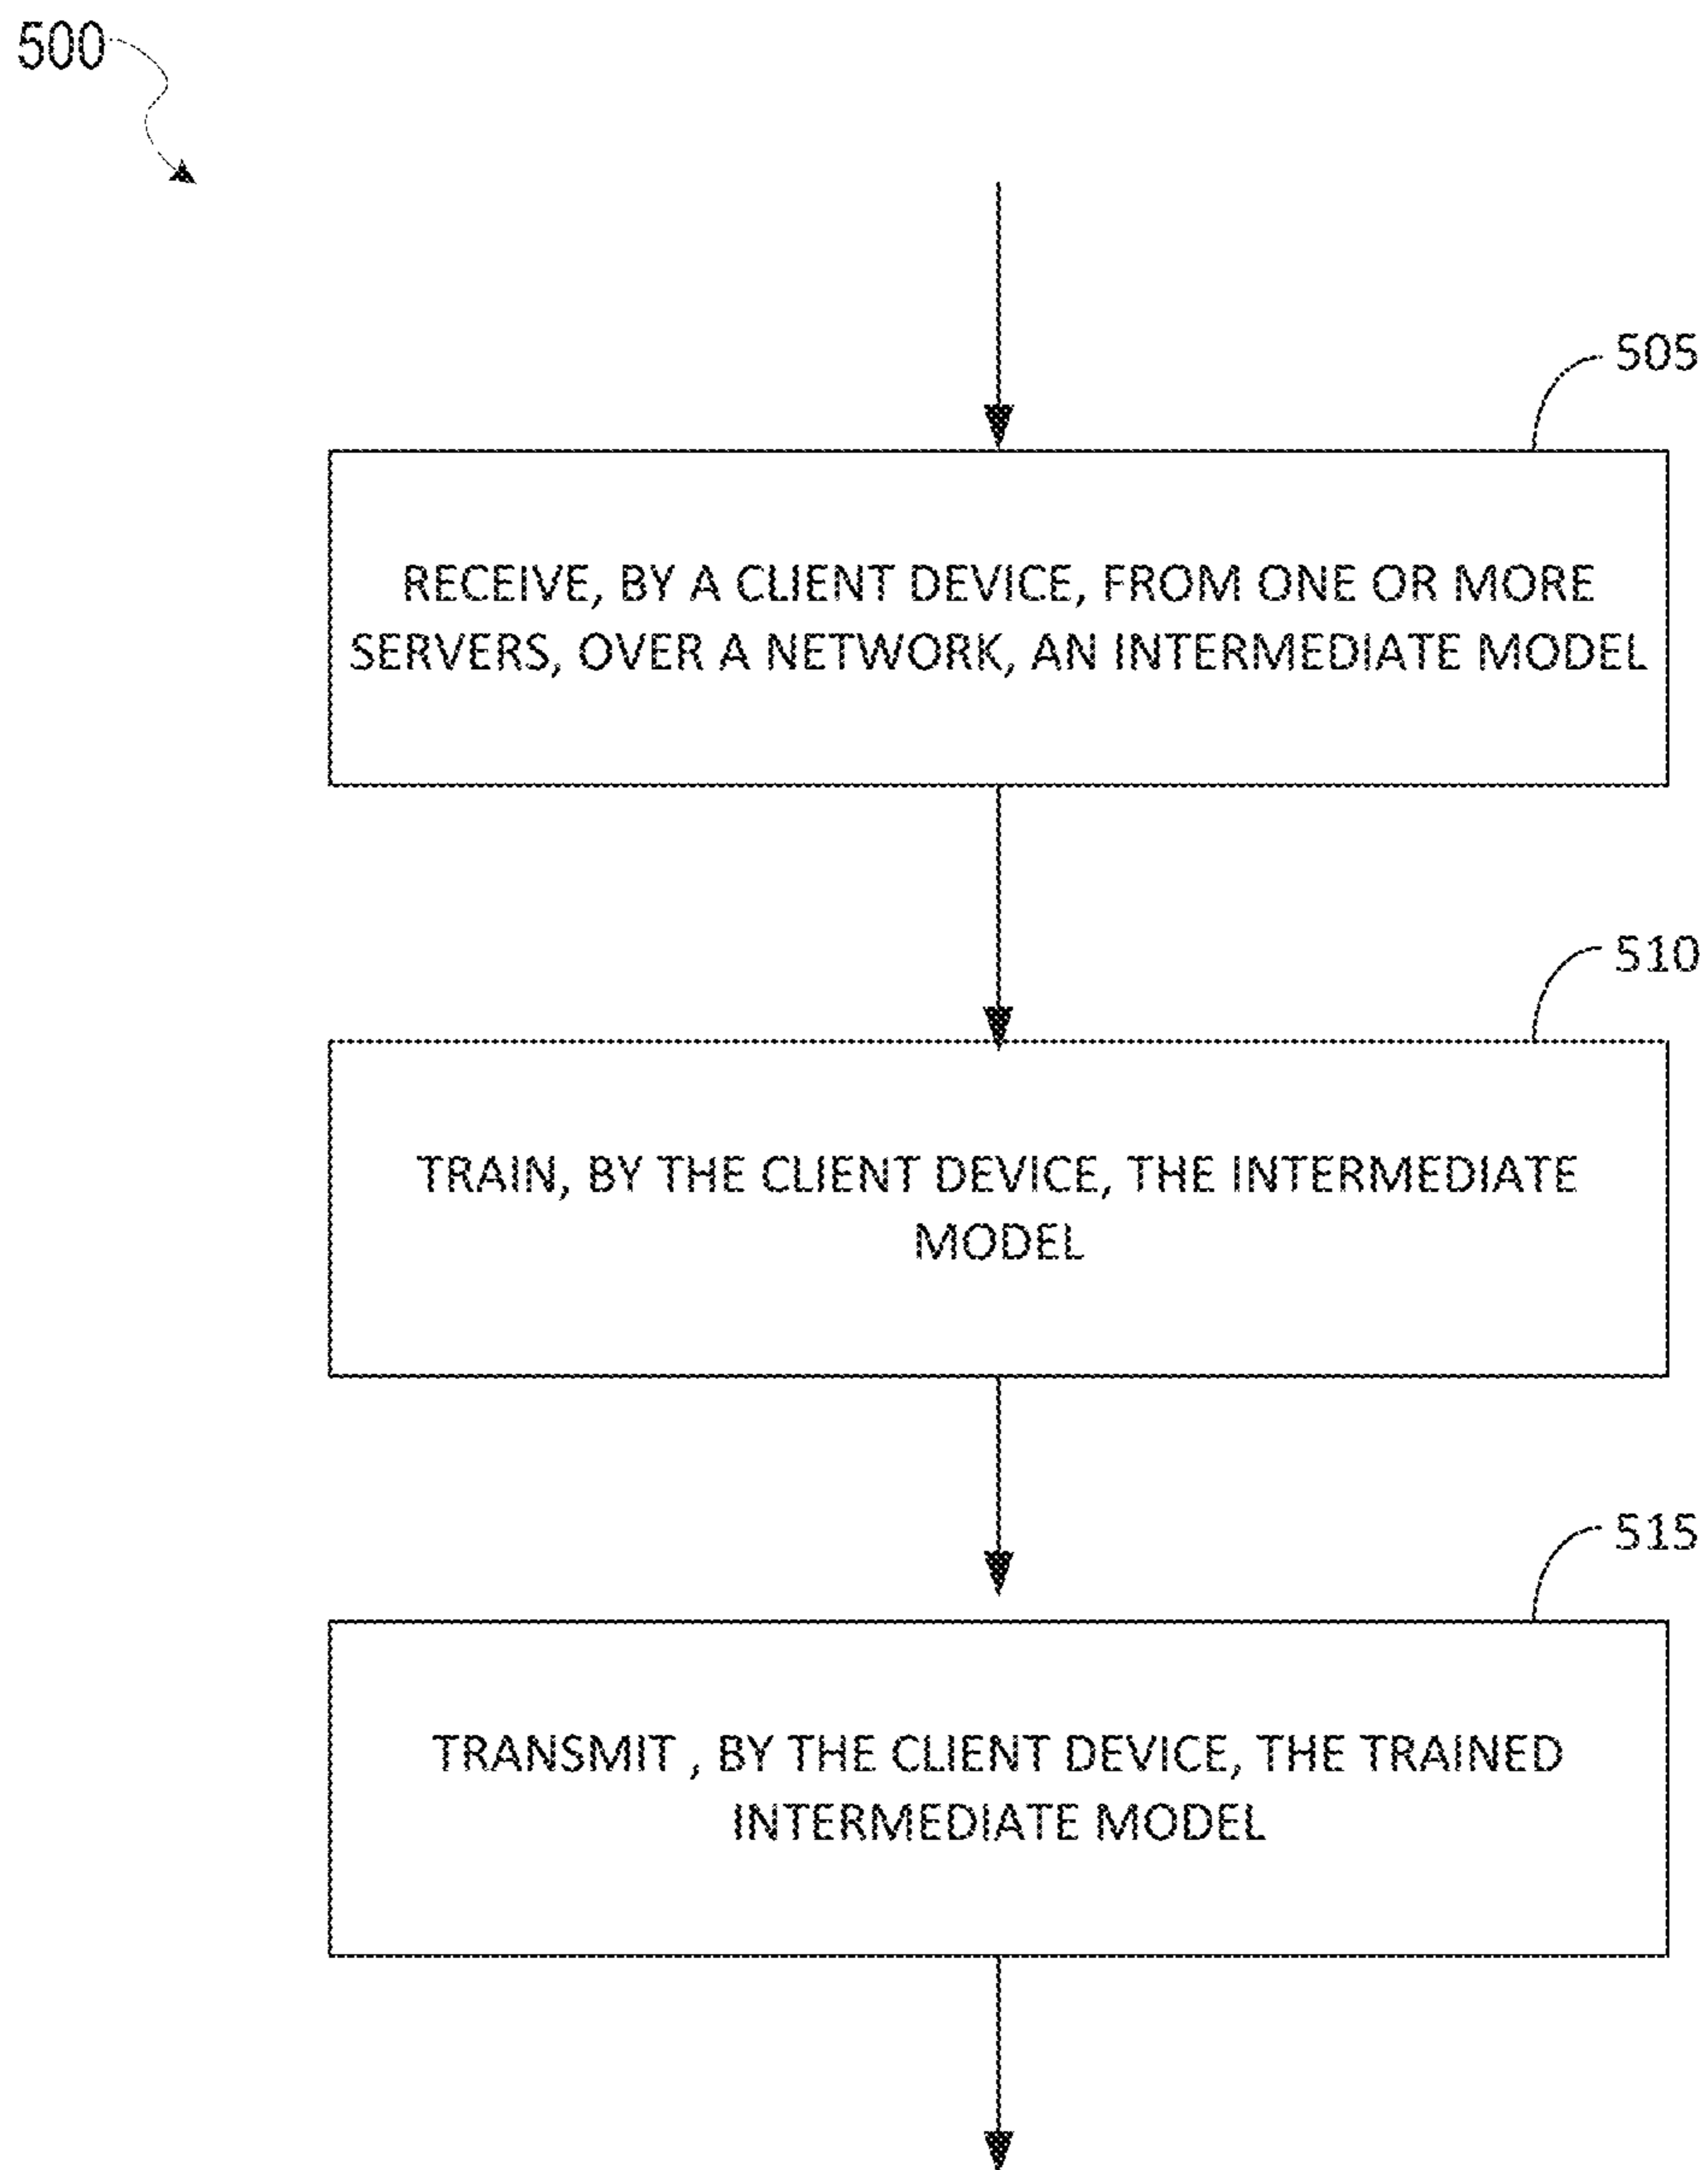 500
505
RECEIVE, BY A CLIENT DEVICE, FROM ONE OR MORE
SERVERS, OVER A NETWORK, AN INTERMEDIATE MODEL
510
TRAIN, BY THE CLIENT DEVICE, THE INTERMEDIATE
MODEL
515
TRANSMIT , BY THE CLIENT DEVICE, THE TRAINED
INTERMEDIATE MODEL